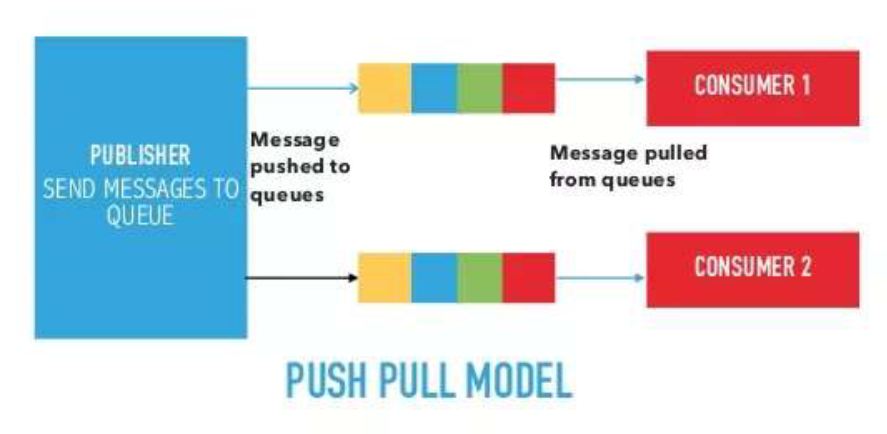 PUBLISHER
SEND MESSAGES TO
QUEUE
Message
pushed to
queues
CONSUMER 1
Message pulled
from queues
CONSUMER 2
PUSH PULL MODEL